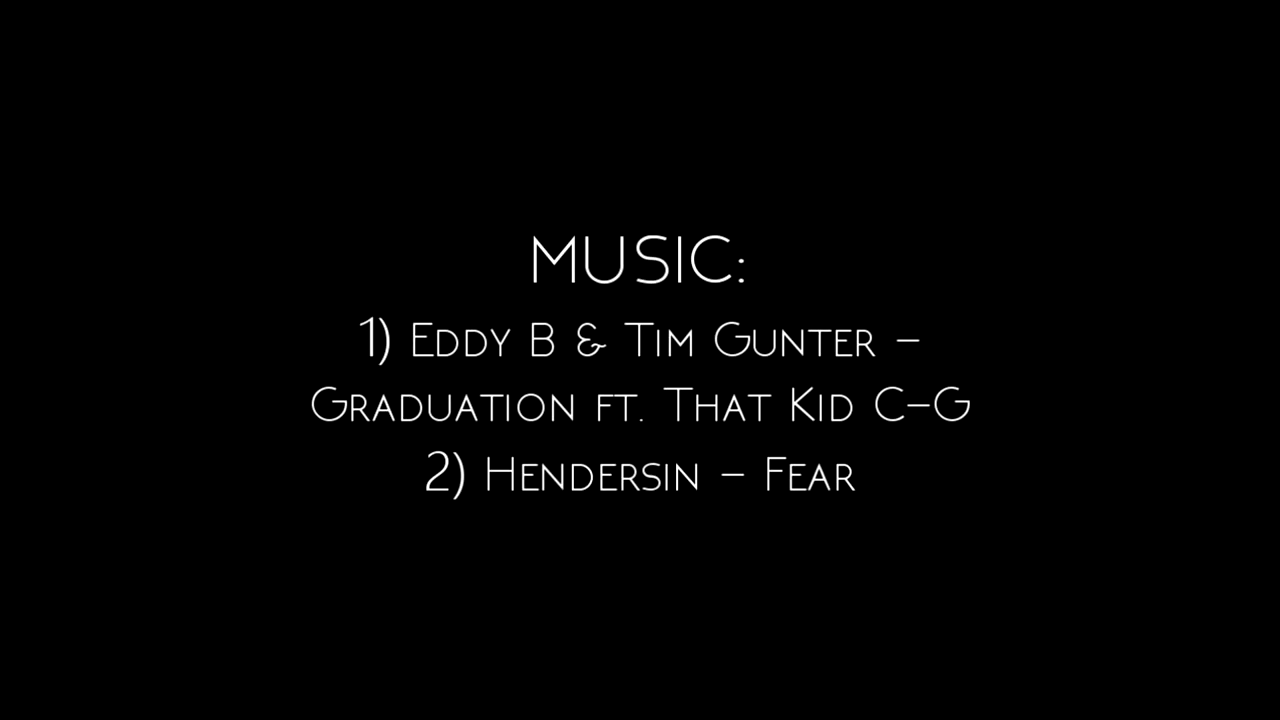 MUSIC:
1) Eddy B & Tim Gunter -
Graduation ft. That Kid C-G
2) Hendersin - Fear